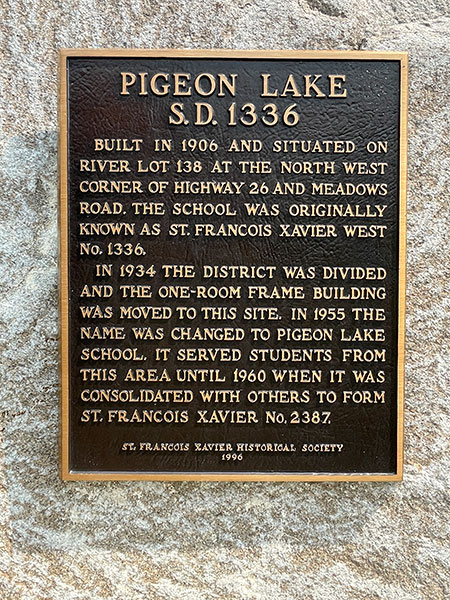 PIGEON LAKE
S.D. 1336
BUILT IN 1906 AND SITUATED ON
RIVER LOT 138 AT THE NORTH WEST
CORNER OF HIGHWAY 26 AND MEADOWS
ROAD. THE SCHOOL WAS ORIGINALLY
KNOWN AS ST. FRANCOIS XAVIER WEST
No. 1336.
IN 1934 THE DISTRICT WAS DIVIDED
AND THE ONE-ROOM FRAME BUILDING
WAS MOVED TO THIS SITE. IN 1955 THE
NAME WAS CHANGED TO PIGEON LAKE
SCHOOL. IT SERVED STUDENTS FROM
THIS AREA UNTIL 1960 WHEN IT WAS
CONSOLIDATED WITH OTHERS TO FORM
ST. FRANCOIS XAVIER No. 2387.
ST. FRANCOIS XAVIER HISTORICAL SOCIETY
1996